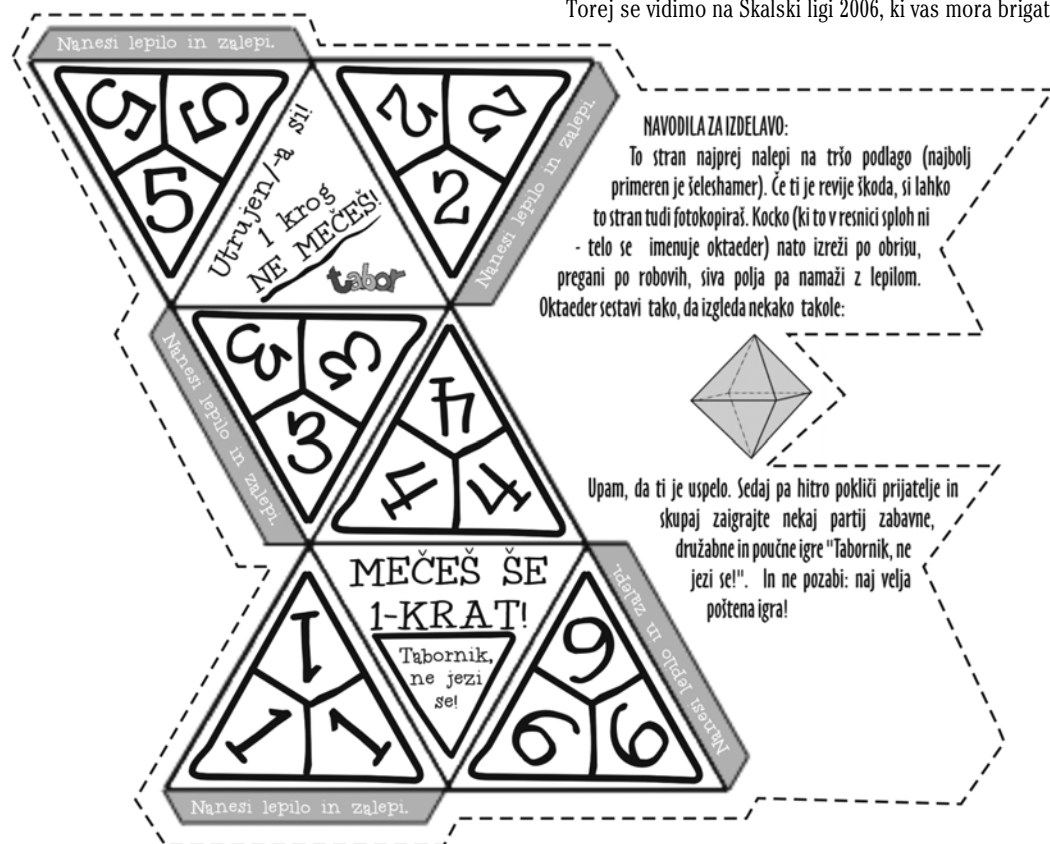 Torej se vidimo na Skalski ligi 2006, ki vas mora brigat
Nanesi lepilo in zalepi.
5 5
5
Utrujen/-a si!
1 krog
NE MEČEŠ!
tabor
2 2
2
Nanesi lepilo in zalepi.
NAVODILA ZA IZDELAVO:
To stran najprej nalepi na tršo podlago (najbolj
primeren je šeleshamer). Če ti je revije škoda, si lahko
to stran tudi fotokopiraš. Kocko (ki to v resnici sploh ni
- telo se imenuje oktaeder) nato izreži po obrisu,
pregani po robovih, siva polja pa namaži z lepilom.
Oktaeder sestavi tako, da izgleda nekako takole:
Nanesi lepilo in zalepi.
3 3
3
4
4 4
Upam, da ti je uspelo. Sedaj pa hitro pokliči prijatelje in
skupaj zaigrajte nekaj partij zabavne,
družabne in poučne igre "Tabornik, ne
jezi se!". In ne pozabi: naj velja
poštena igra!
1
1 1
MEČEŠ ŠE
1-KRAT!
Tabornik,
ne jezi
se!
6
6 6
Nanesi lepilo in zalepi.
Nanesi lepilo in zalepi.